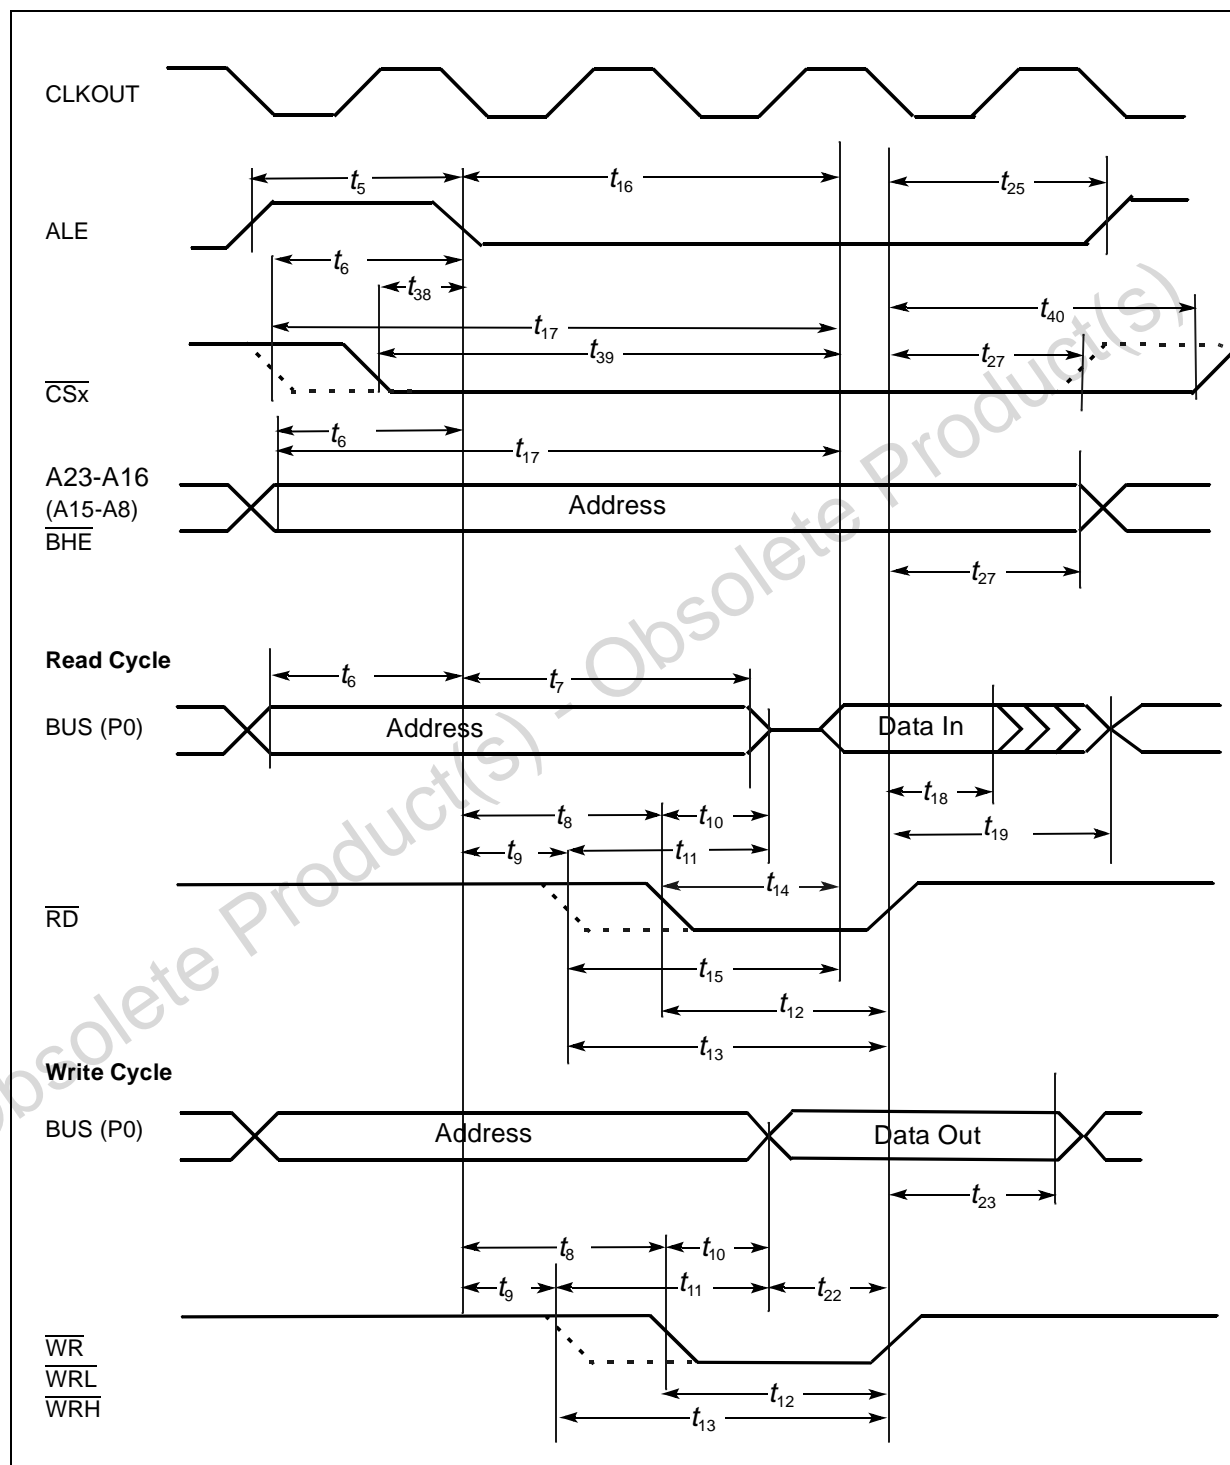 CLKOUT
t5
t16
t25
ALE
t6
t38
t40
t17
t39
t27
CSx
t6
t17
A23-A16
(A15-A8)
BHE
Address
t27
Read Cycle
t6
t7
BUS (P0)
Address
Data In
t18
t8
t10
t19
t9
t11
t14
RD
t15
t12
t13
Write Cycle
BUS (P0)
Address
Data Out
t23
t8
t10
t9
t11
t22
WR
WRL
WRH
t12
t13
Obsolete Product(s) - Obsolete Product(s)